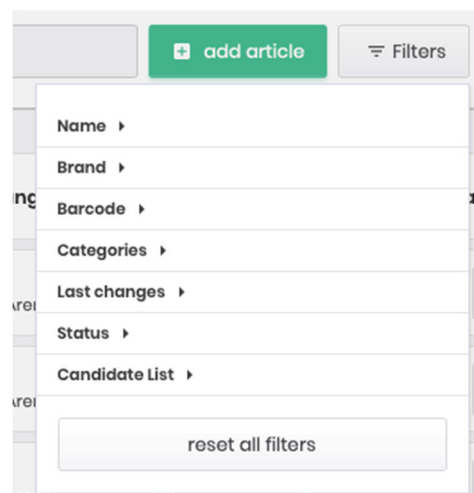 add article
Filters
Name
Brand
Barcode
Categories
Last changes
Status
Candidate List
reset all filters